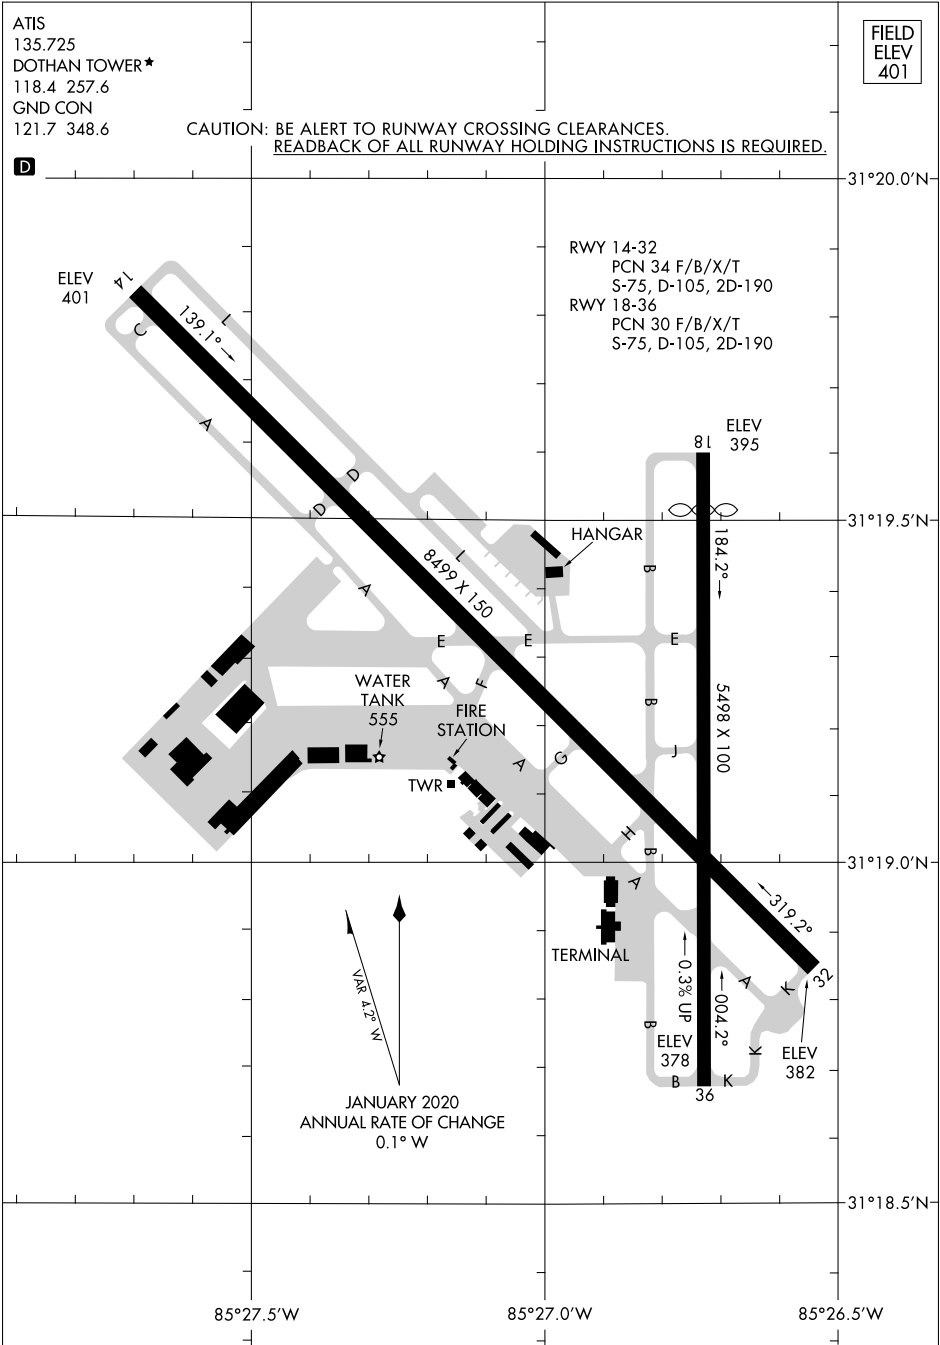 ATIS
135.725
DOTHAN TOWER★
118.4 257.6
GND CON
121.7 348.6
D
FIELD
ELEV
401
CAUTION: BE ALERT TO RUNWAY CROSSING CLEARANCES.
READBACK OF ALL RUNWAY HOLDING INSTRUCTIONS IS REQUIRED.
31°20.0'N
RWY 14-32
PCN 34 F/B/X/T
S-75, D-105, 2D-190
RWY 18-36
PCN 30 F/B/X/T
S-75, D-105, 2D-190
ELEV
401
14
139.1°
L
C
A
ELEV
395
18
D
D
31°19.5'N
HANGAR
184.2°
8499 X 150
L
A
B
E
E
E
A
F
B
5498 X 100
WATER
TANK
555
FIRE
STATION
TWR
A
G
J
H
B
A
31°19.0'N
319.2°
TERMINAL
32
VAR 4.2° W
0.3% UP
004.2°
A
K
B
K
ELEV
378
ELEV
382
B
K
36
JANUARY 2020
ANNUAL RATE OF CHANGE
0.1° W
31°18.5'N
85°27.5'W
85°27.0'W
85°26.5'W